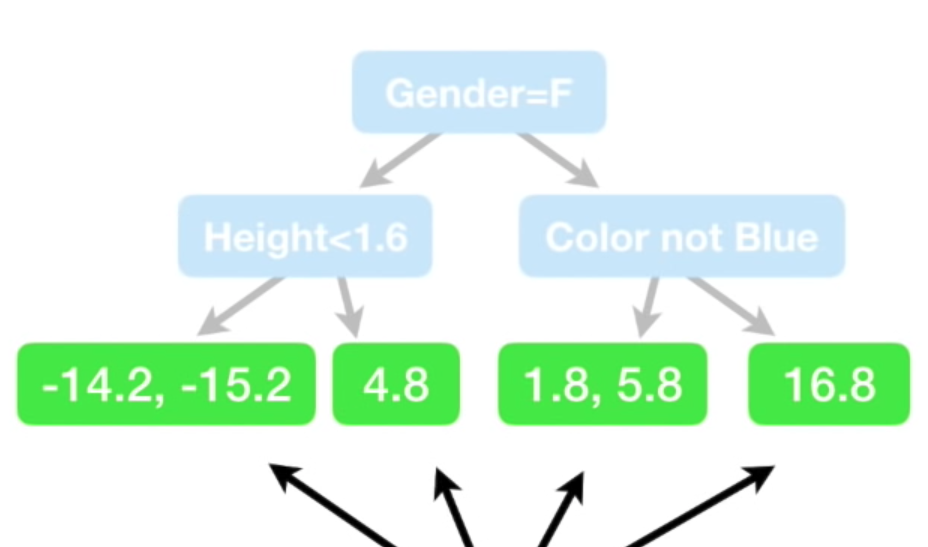 Gender=F
Height<1.6
Color not Blue
-14.2, -15.2
4.8
1.8, 5.8
16.8